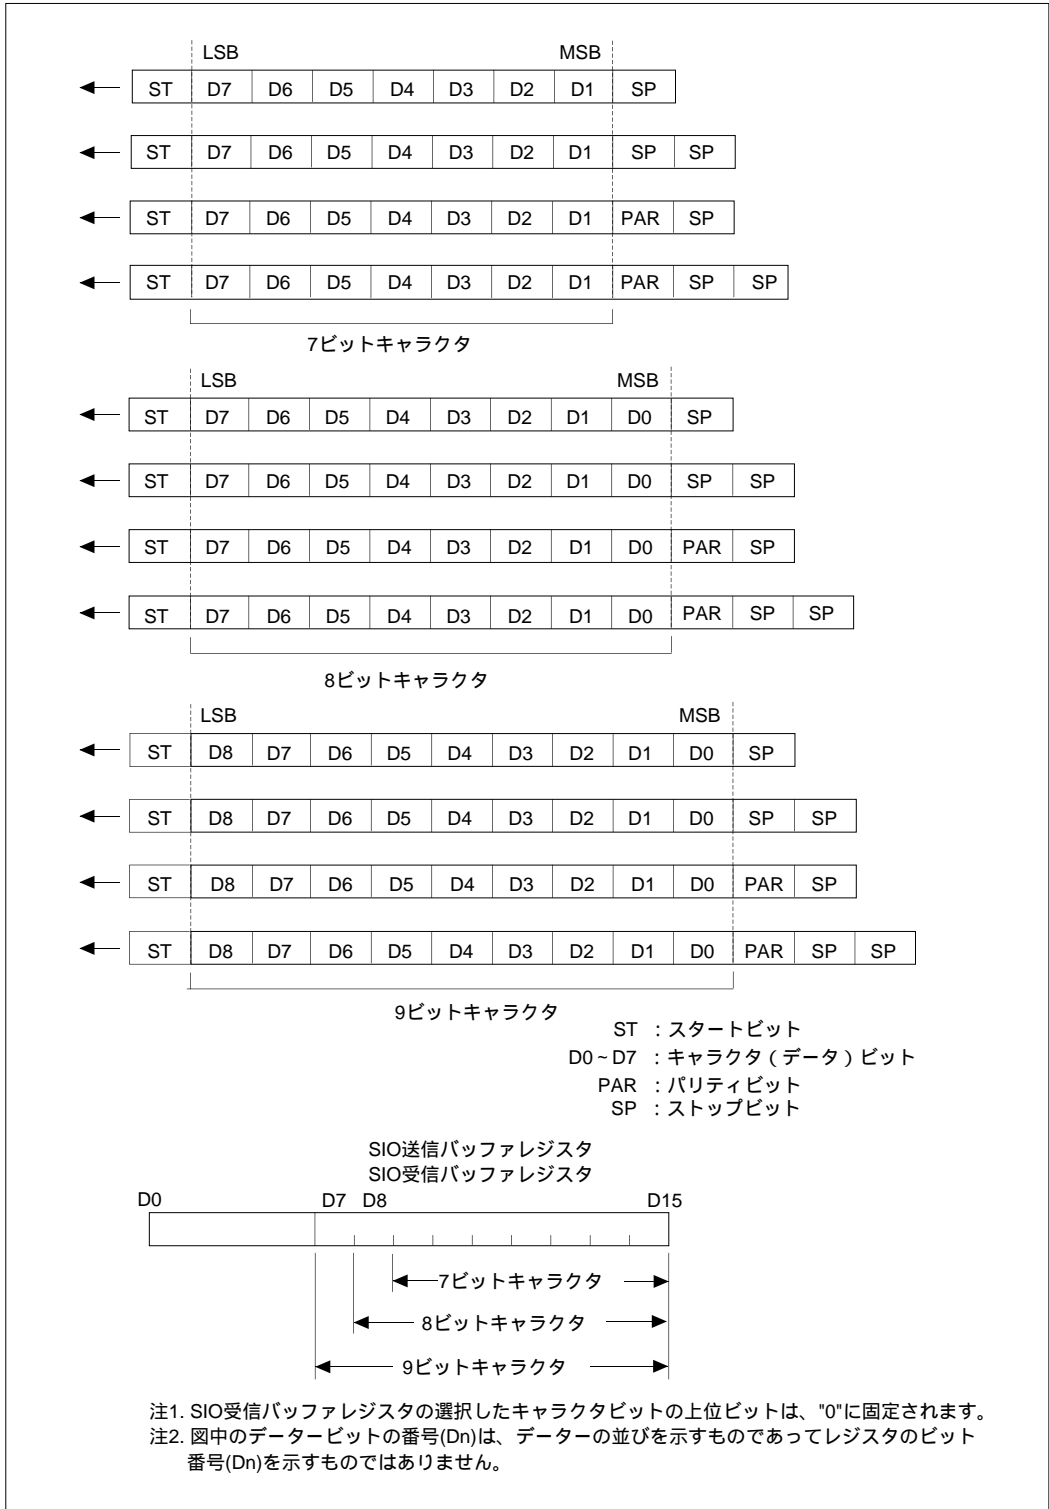 LSB MSB
ST D7 D6 D5 D4 D3 D2 D1 SP
ST D7 D6 D5 D4 D3 D2 D1 SP SP
ST D7 D6 D5 D4 D3 D2 D1 PAR SP
ST D7 D6 D5 D4 D3 D2 D1 PAR SP SP
7ビットキャラクタ
LSB MSB
ST D7 D6 D5 D4 D3 D2 D1 D0 SP
ST D7 D6 D5 D4 D3 D2 D1 D0 SP SP
ST D7 D6 D5 D4 D3 D2 D1 D0 PAR SP
ST D7 D6 D5 D4 D3 D2 D1 D0 PAR SP SP
8ビットキャラクタ
LSB MSB
ST D8 D7 D6 D5 D4 D3 D2 D1 D0 SP
ST D8 D7 D6 D5 D4 D3 D2 D1 D0 SP SP
ST D8 D7 D6 D5 D4 D3 D2 D1 D0 PAR SP
ST D8 D7 D6 D5 D4 D3 D2 D1 D0 PAR SP SP
9ビットキャラクタ
ST : スタートビット
D0~D7 : キャラクタ(データ)ビット
PAR : パリティビット
SP : ストップビット
SIO送信バッファレジスタ
SIO受信バッファレジスタ
D0 D7 D8 D15
7ビットキャラクタ
8ビットキャラクタ
9ビットキャラクタ
注1. SIO受信バッファレジスタの選択したキャラクタビットの上位ビットは、"0"に固定されます。
注2. 図中のデータービットの番号(Dn)は、データーの並びを示すものであってレジスタのビット
番号(Dn)を示すものではありません。